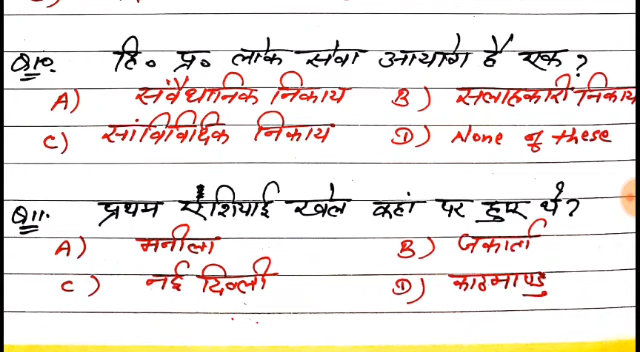 Q10. हि० प्र० लोक सेवा आयोग है एक ?
A) संवैधानिक निकाय B) सलाहकारी निकाय
C) सांविविदिक निकाय D) None of these
Q11. प्रथम एशियाई खेल कहां पर हुए थे?
A) मनीला B) जकार्ता
C) नई दिल्ली D) काठमाण्डु